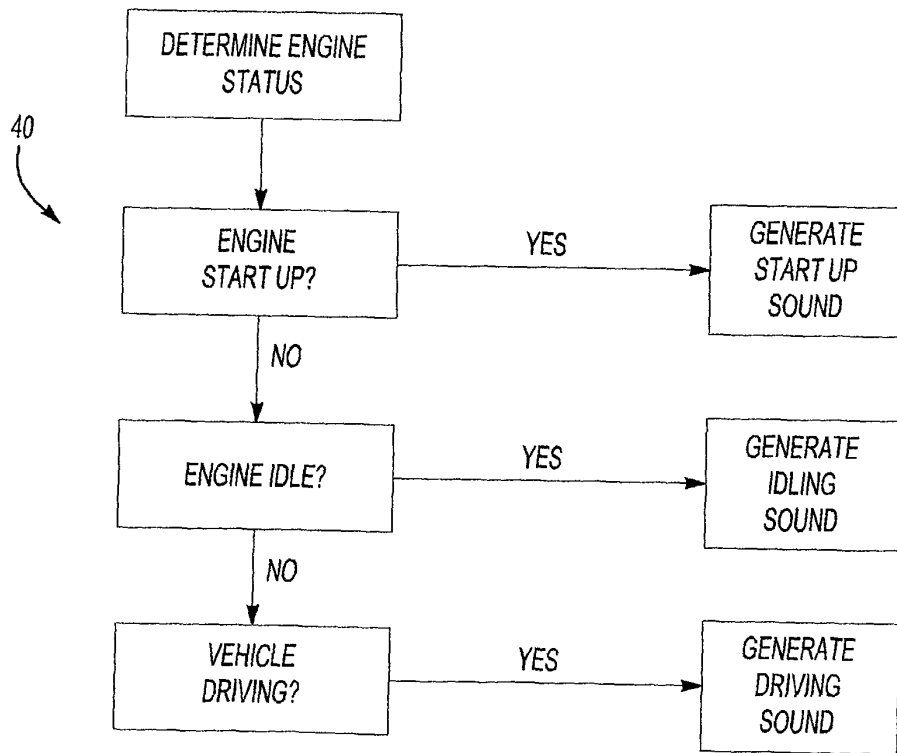 DETERMINE ENGINE
STATUS
40
ENGINE
START UP?
YES
GENERATE
START UP
SOUND
NO
ENGINE IDLE?
YES
GENERATE
IDLING
SOUND
NO
VEHICLE
DRIVING?
YES
GENERATE
DRIVING
SOUND